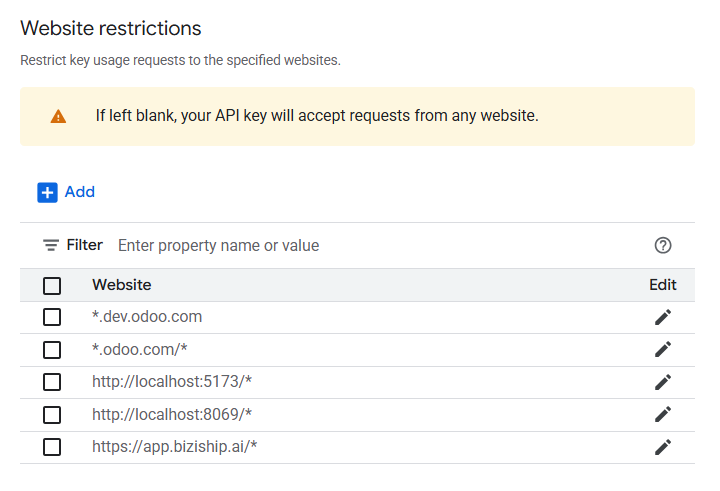 Website restrictions
Restrict key usage requests to the specified websites.
If left blank, your API key will accept requests from any website.
Add
Filter Enter property name or value
Website Edit
*.dev.odoo.com
*.odoo.com/*
http://localhost:5173/*
http://localhost:8069/*
https://app.biziship.ai/*